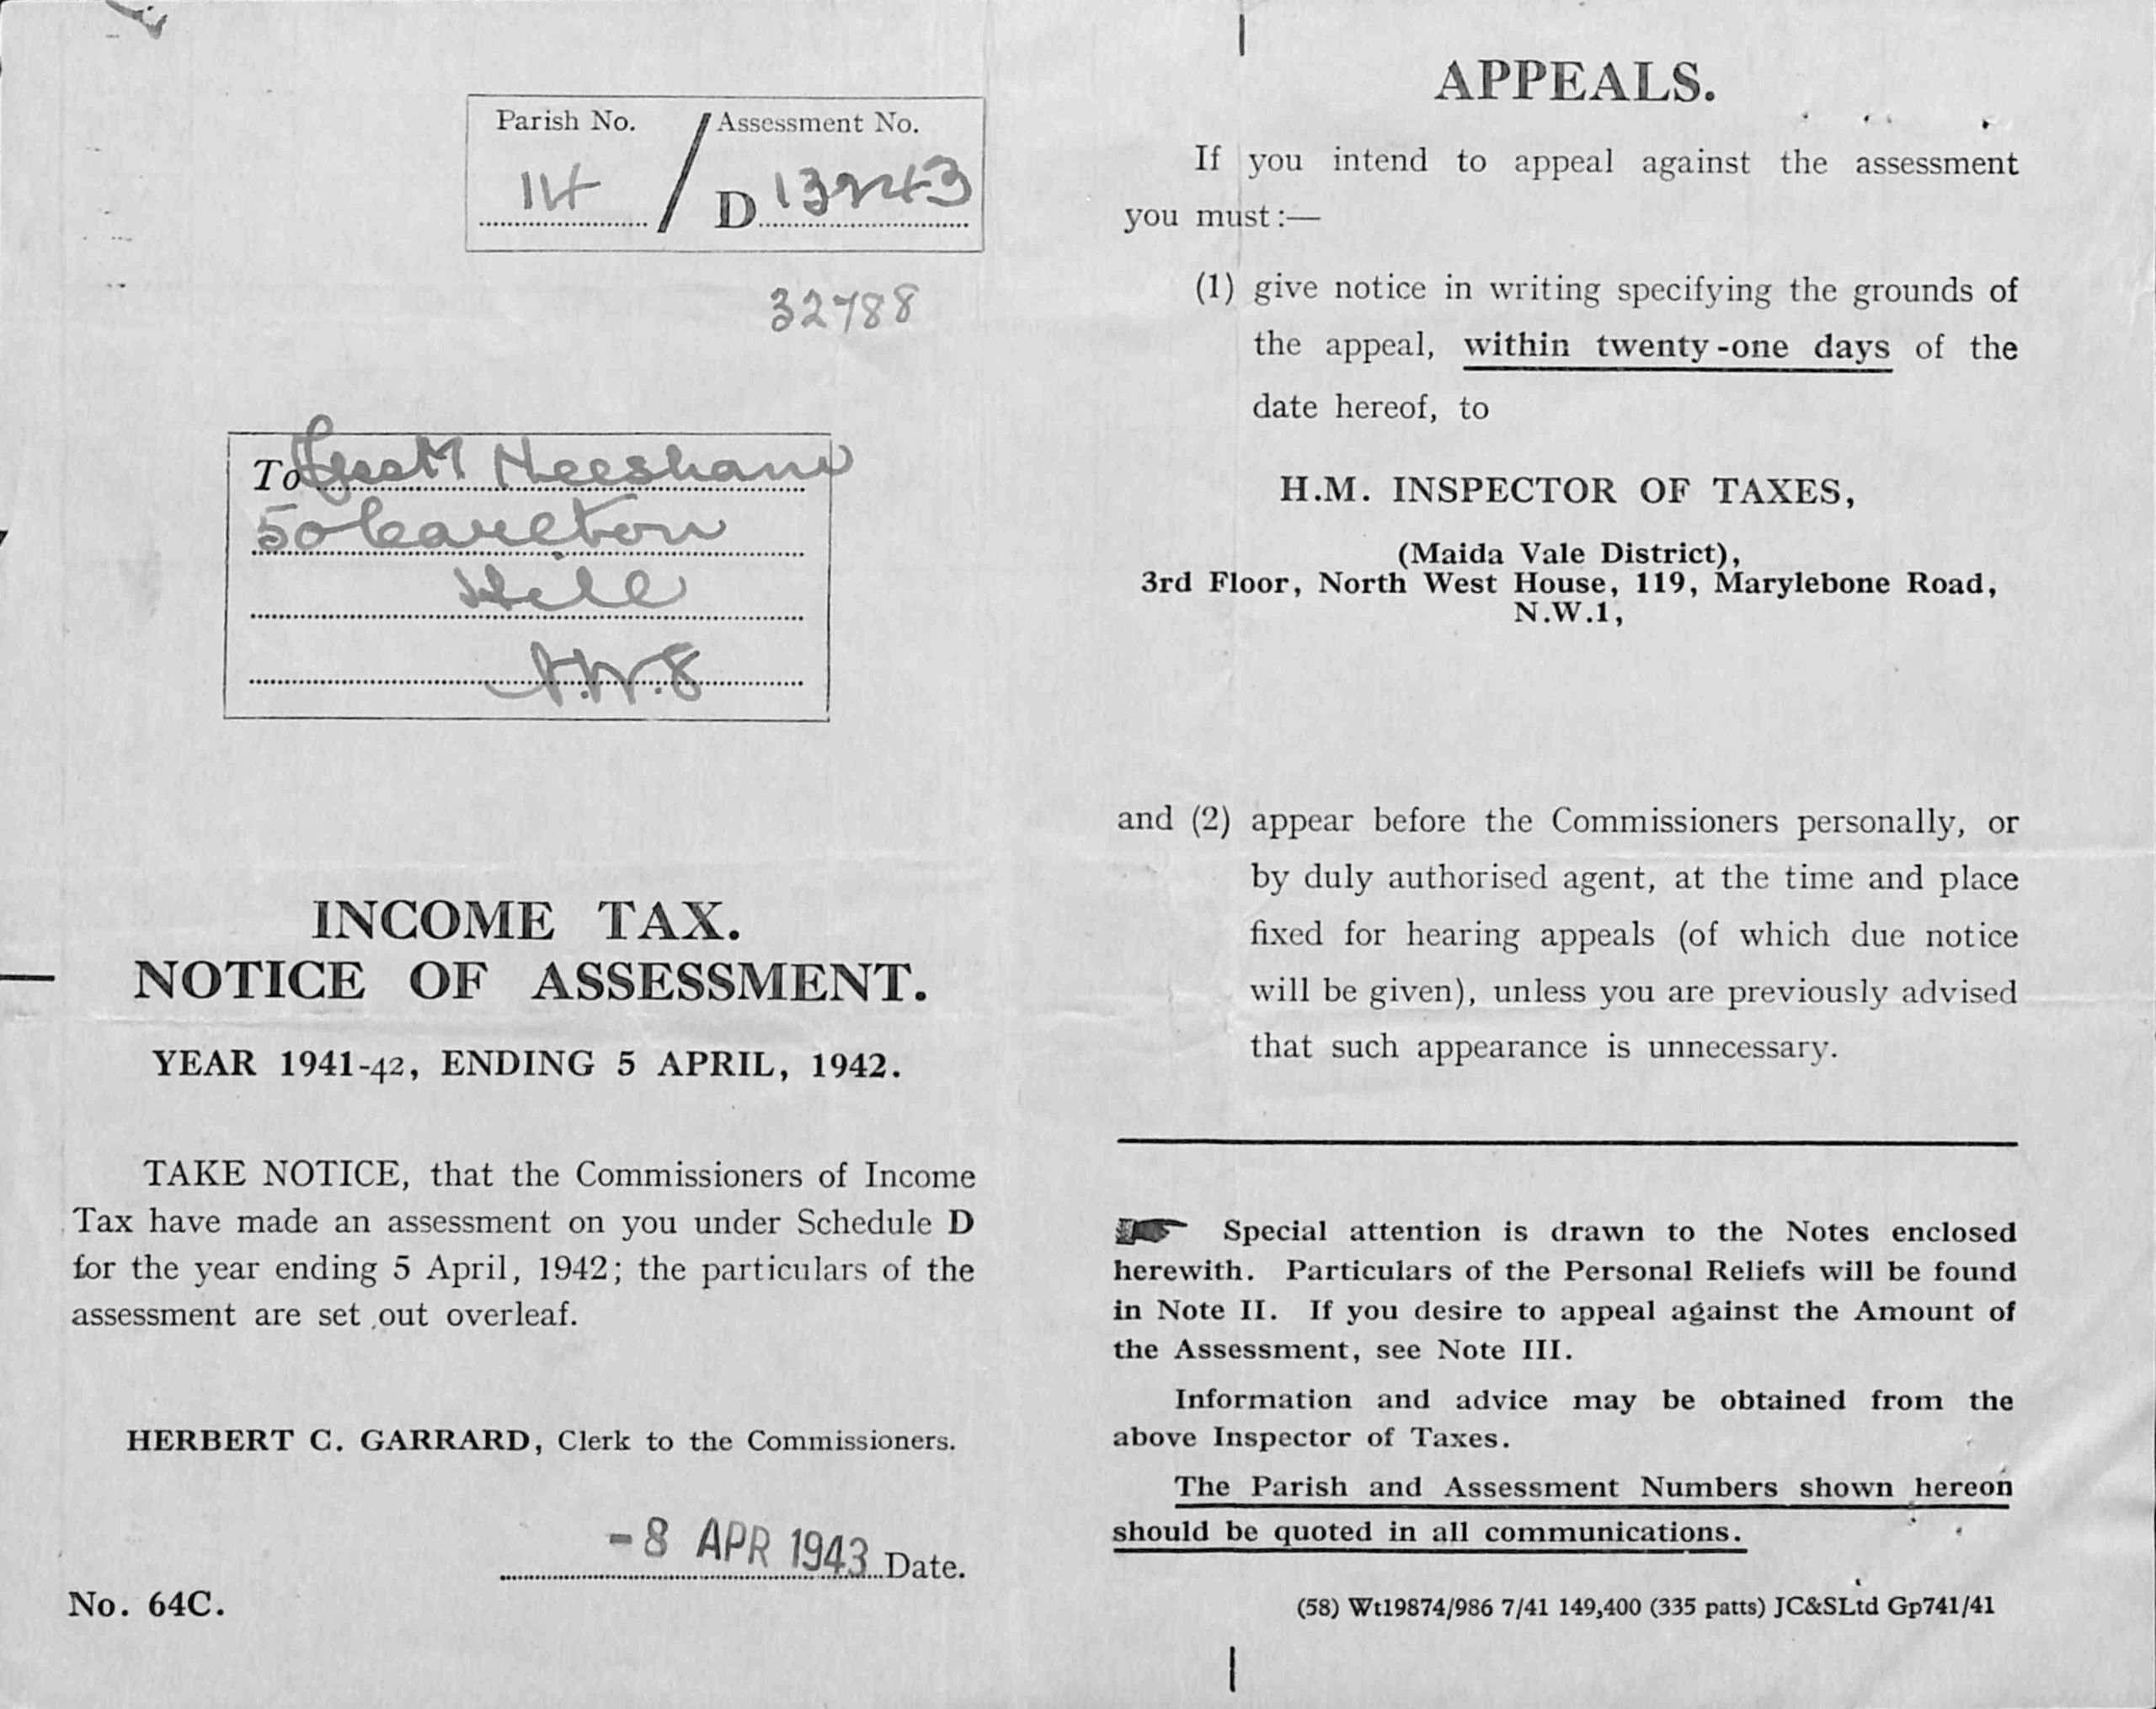 Parish No. / Assessment No.
14 D 13243
32788
To Heesham
50 Carlton
Hill
N.W.8
INCOME TAX.
NOTICE OF ASSESSMENT.
YEAR 1941-42, ENDING 5 APRIL, 1942.
TAKE NOTICE, that the Commissioners of Income
Tax have made an assessment on you under Schedule D
for the year ending 5 April, 1942; the particulars of the
assessment are set out overleaf.
HERBERT C. GARRARD, Clerk to the Commissioners.
-8 APR 1943 Date.
No. 64C.
APPEALS.
If you intend to appeal against the assessment
you must:—
(1) give notice in writing specifying the grounds of
the appeal, within twenty-one days of the
date hereof, to
H.M. INSPECTOR OF TAXES,
(Maida Vale District),
3rd Floor, North West House, 119, Marylebone Road,
N.W.1,
and (2) appear before the Commissioners personally, or
by duly authorised agent, at the time and place
fixed for hearing appeals (of which due notice
will be given), unless you are previously advised
that such appearance is unnecessary.
Special attention is drawn to the Notes enclosed
herewith. Particulars of the Personal Reliefs will be found
in Note II. If you desire to appeal against the Amount of
the Assessment, see Note III.
Information and advice may be obtained from the
above Inspector of Taxes.
The Parish and Assessment Numbers shown hereon
should be quoted in all communications.
(58) Wt19874/986 7/41 149,400 (335 patts) JC&SLtd Gp741/41